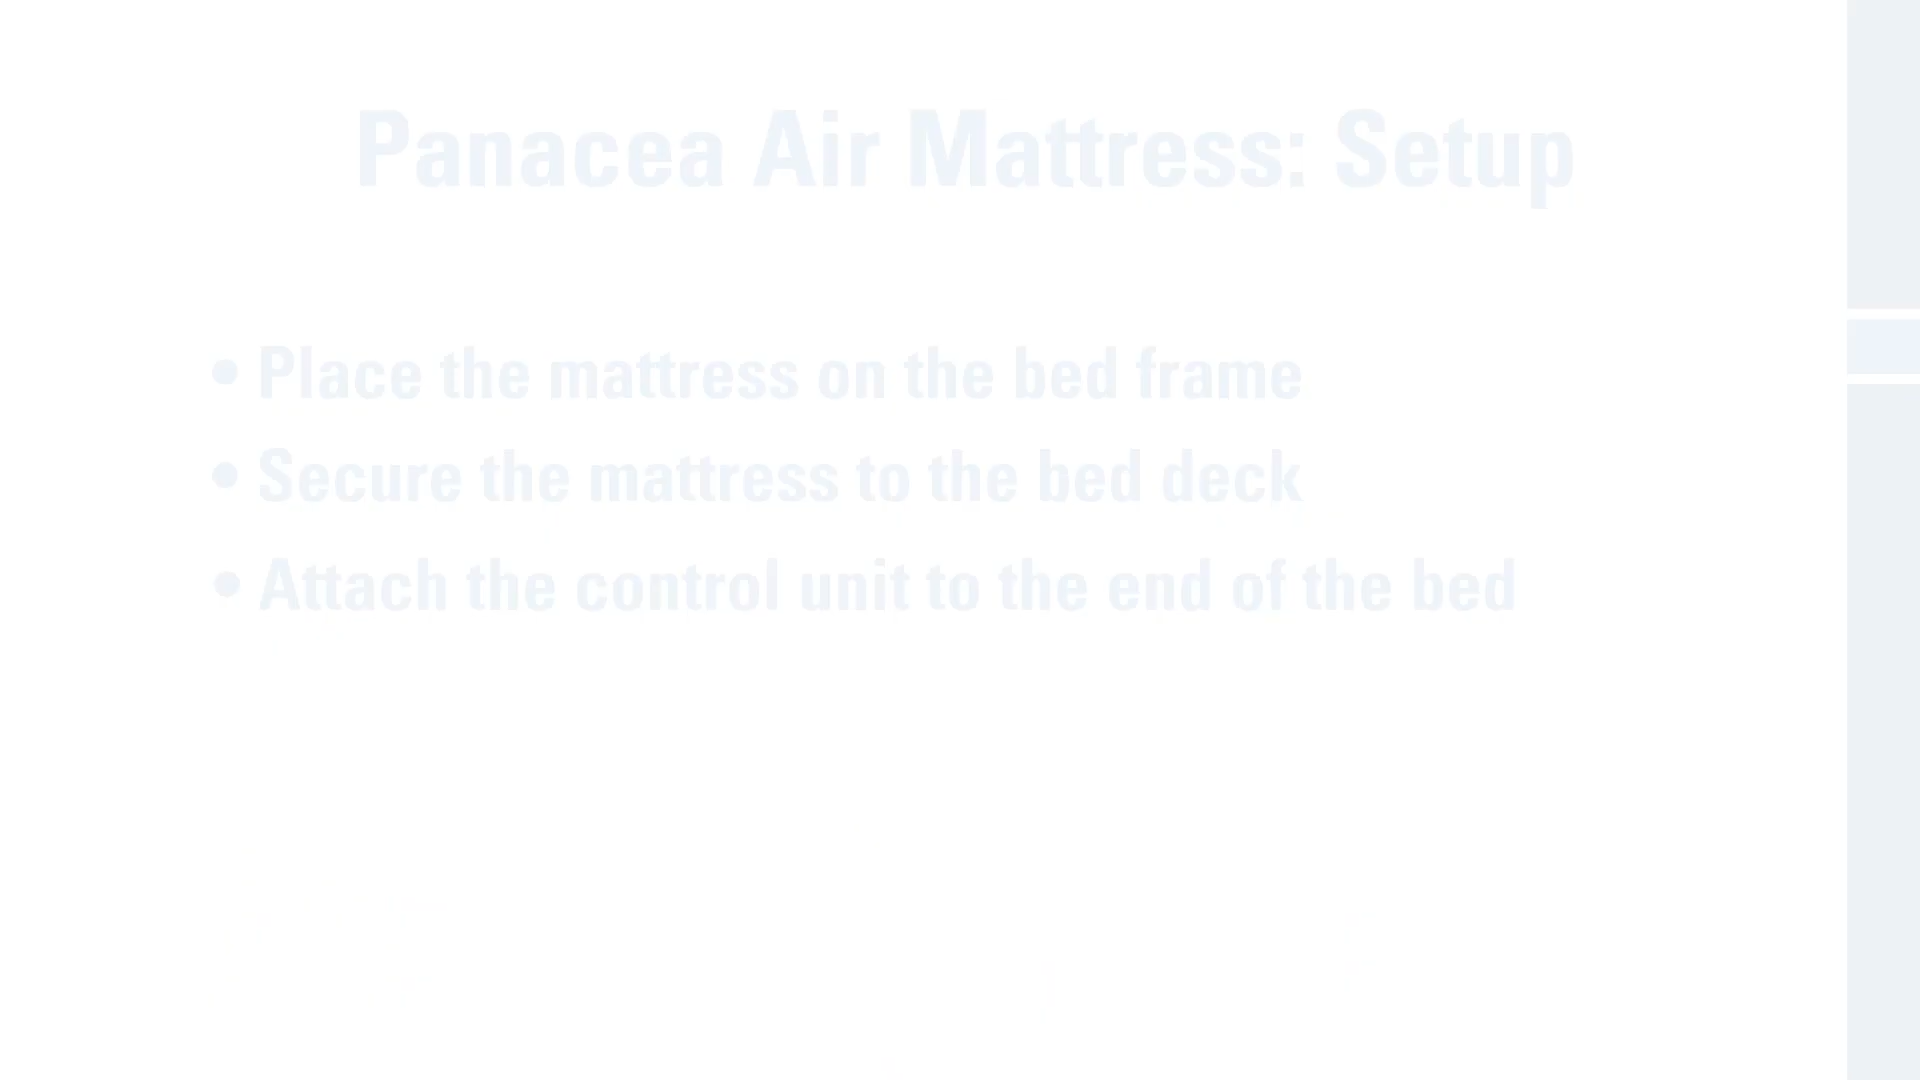 Panacea Air Mattress: Setup
• Place the mattress on the bed frame
• Secure the mattress to the bed deck
• Attach the control unit to the end of the bed